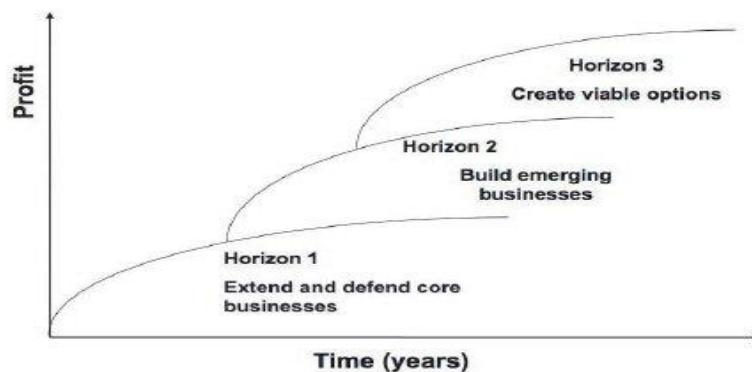 Profit
Horizon 3
Create viable options
Horizon 2
Build emerging
businesses
Horizon 1
Extend and defend core
businesses
Time (years)